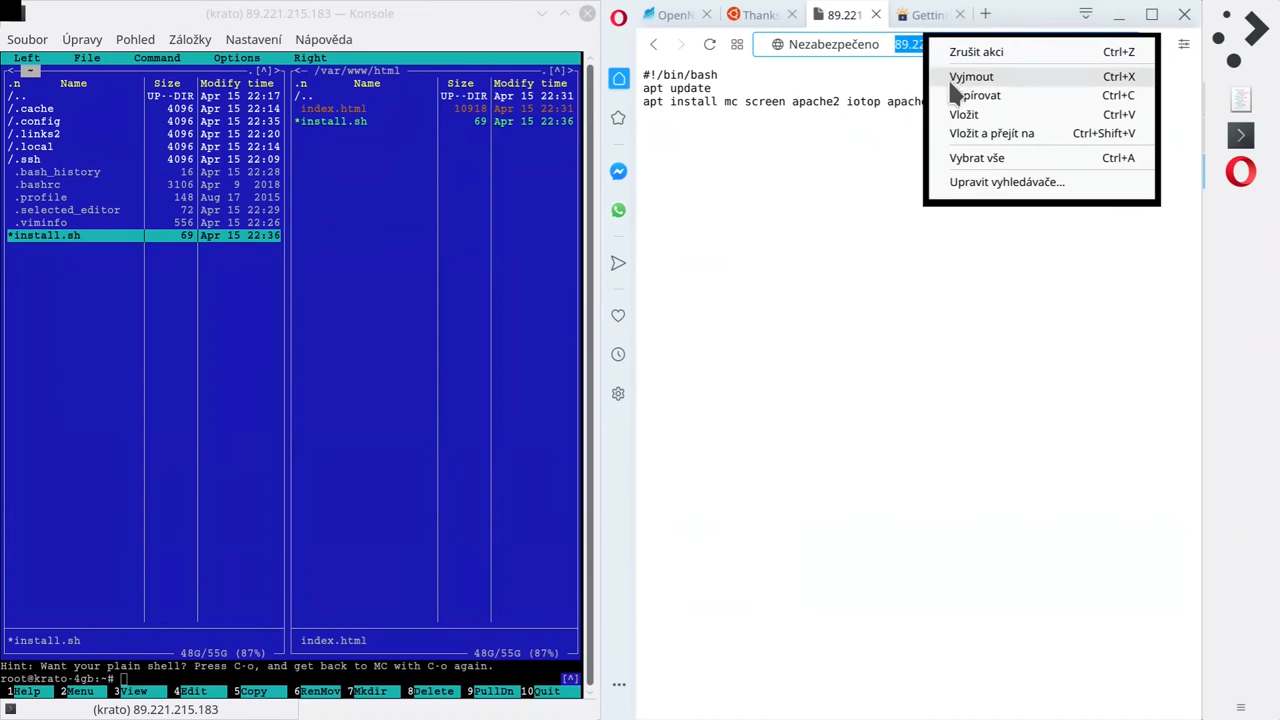 (krato) 89.221.215.183 — Konsole
Soubor Úpravy Pohled Záložky Nastavení Nápověda
Left File Command Options Right
<─ ~ .[^]>
.n Name Size Modify time
/.. UP--DIR Apr 15 22:17
/.cache 4096 Apr 15 22:14
/.config 4096 Apr 15 22:35
/.links2 4096 Apr 15 22:20
/.local 4096 Apr 15 22:14
/.ssh 4096 Apr 15 22:09
.bash_history 16 Apr 15 22:28
.bashrc 3106 Apr 9 2018
.profile 148 Aug 17 2015
.selected_editor 72 Apr 15 22:29
.viminfo 556 Apr 15 22:26
*install.sh 69 Apr 15 22:36
*install.sh
48G/55G (87%)
<─ /var/www/html .[^]>
.n Name Size Modify time
/.. UP--DIR Apr 15 22:31
index.html 10918 Apr 15 22:31
*install.sh 69 Apr 15 22:36
index.html
48G/55G (87%)
Hint: Want your plain shell? Press C-o, and get back to MC with C-o again.
root@krato-4gb:~# [^]
1Help 2Menu 3View 4Edit 5Copy 6RenMov 7Mkdir 8Delete 9PullDn 10Quit
(krato) 89.221.215.183
OpenN Thanks 89.221 Gettin
Nezabezpečeno 89.22
#!/bin/bash
apt update
apt install mc screen apache2 iotop apache
Zrušit akci Ctrl+Z
Vyjmout Ctrl+X
pírovat Ctrl+C
Vložit Ctrl+V
Vložit a přejít na Ctrl+Shift+V
Vybrat vše Ctrl+A
Upravit vyhledávače...